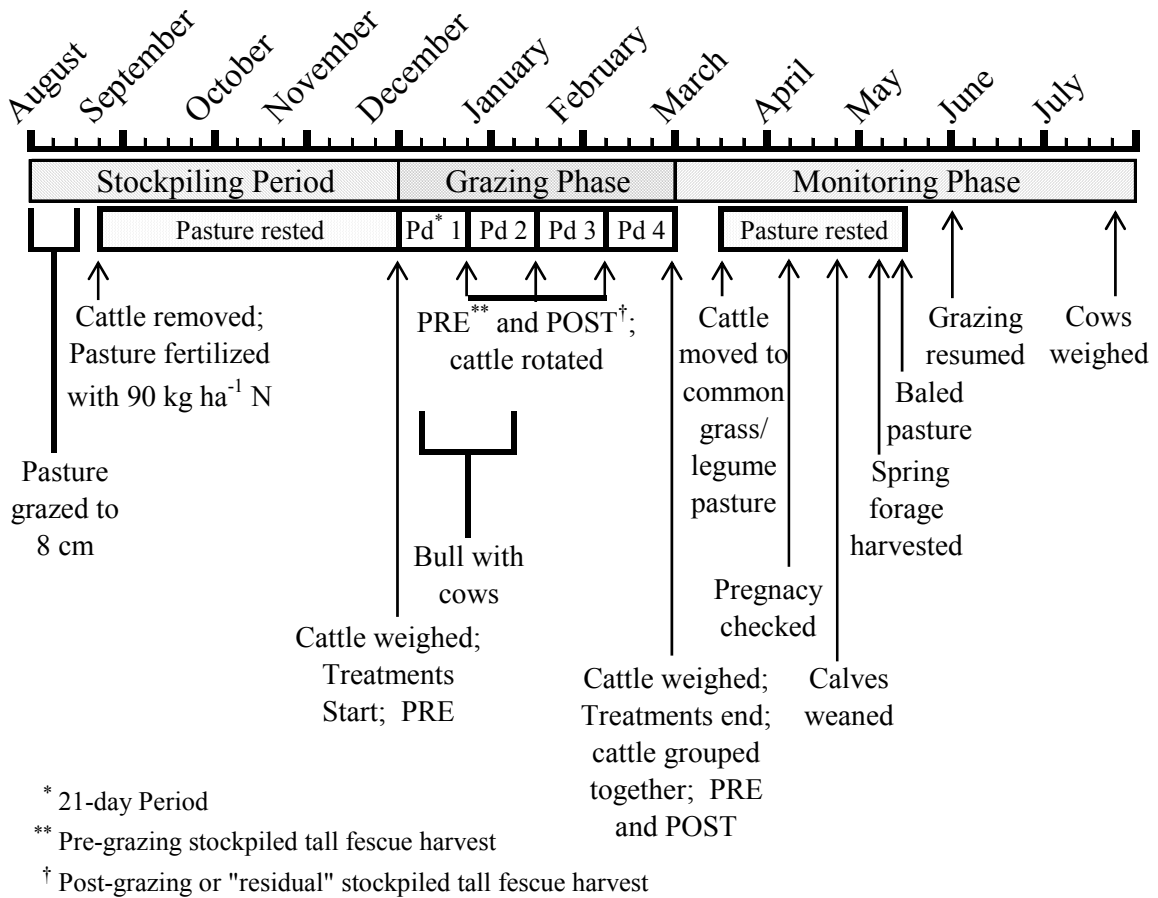 August
September
October
November
December
January
February
March
April
May
June
July
Stockpiling Period
Grazing Phase
Monitoring Phase
Pasture rested
Pd* 1
Pd 2
Pd 3
Pd 4
Pasture rested
Cattle removed;
Pasture fertilized
with 90 kg ha⁻¹ N
PRE** and POST†;
cattle rotated
Cattle
moved to
common
grass/
legume
pasture
Grazing
resumed
Cows
weighed
Baled
pasture
Pasture
grazed to
8 cm
Spring
forage
harvested
Bull with
cows
Pregnacy
checked
Cattle weighed;
Treatments
Start; PRE
Cattle weighed;
Treatments end;
cattle grouped
together; PRE
and POST
Calves
weaned
* 21-day Period
** Pre-grazing stockpiled tall fescue harvest
† Post-grazing or "residual" stockpiled tall fescue harvest